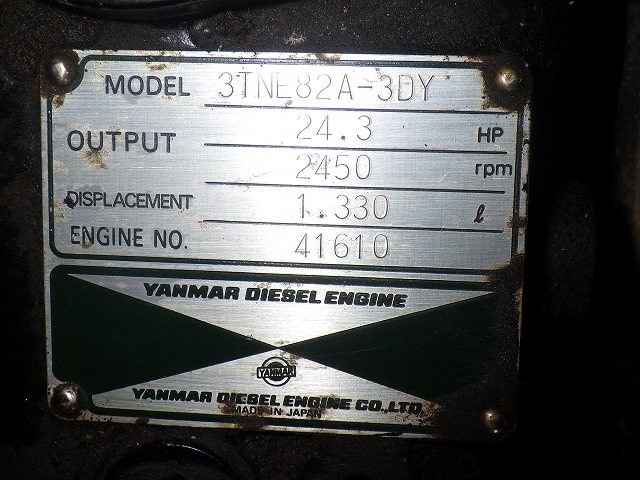 MODEL 3TNE82A-3DY
OUTPUT 24.3 HP
2450 rpm
DISPLACEMENT 1.330 ℓ
ENGINE NO. 41610
YANMAR DIESEL ENGINE
YANMAR
YANMAR DIESEL ENGINE CO.,LTD.
MADE IN JAPAN